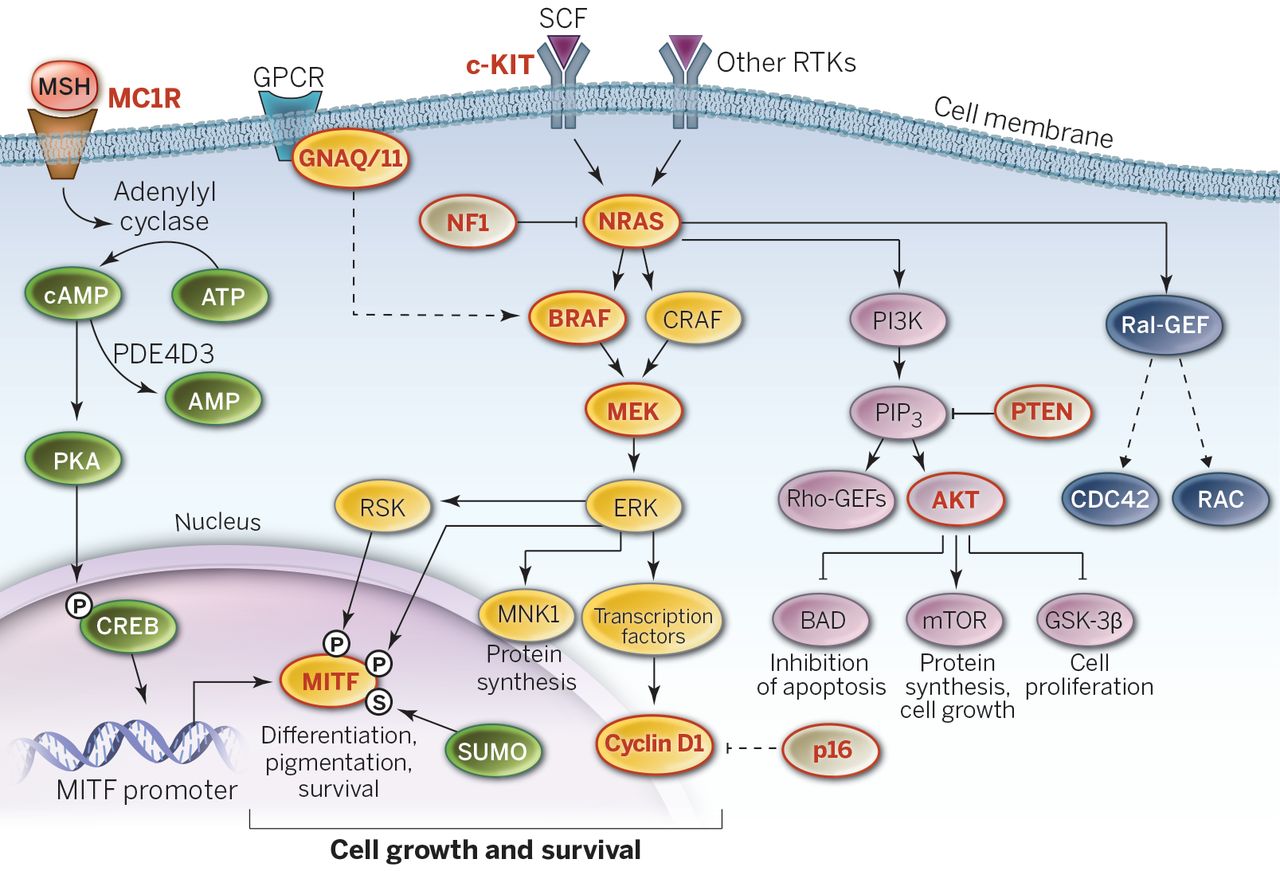 SCF
c-KIT
Other RTKs
MSH
MC1R
GPCR
GNAQ/11
Cell membrane
Adenylyl
cyclase
NF1
NRAS
cAMP
ATP
BRAF
CRAF
PI3K
Ral-GEF
PDE4D3
AMP
MEK
PIP3
PTEN
PKA
RSK
ERK
Rho-GEFs
AKT
CDC42
RAC
Nucleus
P
CREB
MNK1
Protein
synthesis
Transcription
factors
BAD
Inhibition
of apoptosis
mTOR
Protein
synthesis,
cell growth
GSK-3β
Cell
proliferation
P
P
MITF
S
Differentiation,
pigmentation,
survival
SUMO
Cyclin D1
p16
MITF promoter
Cell growth and survival